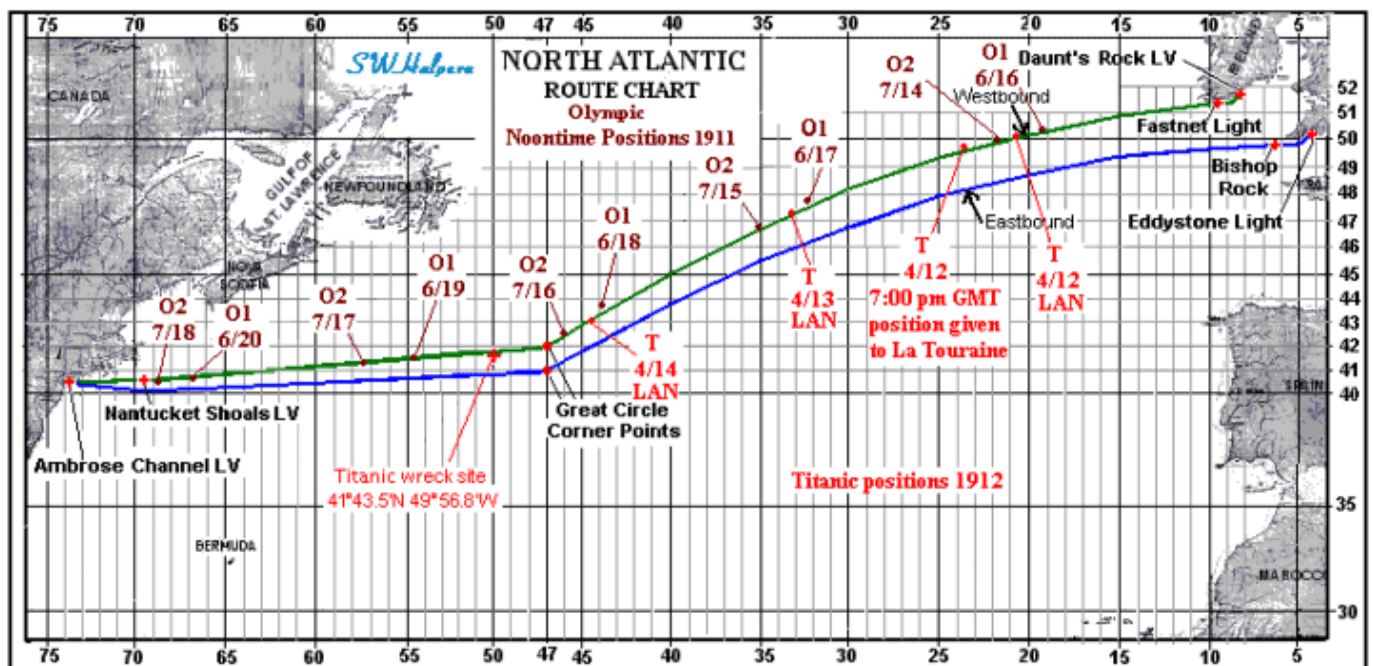 75 70 65 60 55 50 47 45 40 35 30 25 20 15 10 5
SWHalpern
NORTH ATLANTIC
ROUTE CHART
Olympic
Noontime Positions 1911
CANADA
GULF OF
ST. LAWRENCE
NEWFOUNDLAND
NOVA
SCOTIA
IRELAND
Daunt's Rock LV
O1
6/16
O2
7/14
Westbound
Fastnet Light
Bishop
Rock
Eddystone Light
Eastbound
52
51
50
49
48
47
46
45
44
43
42
41
40
35
30
O1
6/17
O2
7/15
O1
6/18
O2
7/16
O1
6/19
O2
7/17
O1
6/20
O2
7/18
T
4/12
LAN
T
4/12
7:00 pm GMT
position given
to La Touraine
T
4/13
LAN
T
4/14
LAN
Nantucket Shoals LV
Ambrose Channel LV
Great Circle
Corner Points
Titanic wreck site
41°43.5'N 49°56.8'W
Titanic positions 1912
BERMUDA
SPAIN
MAROCCO
75 70 65 60 55 50 47 45 40 35 30 25 20 15 10 5